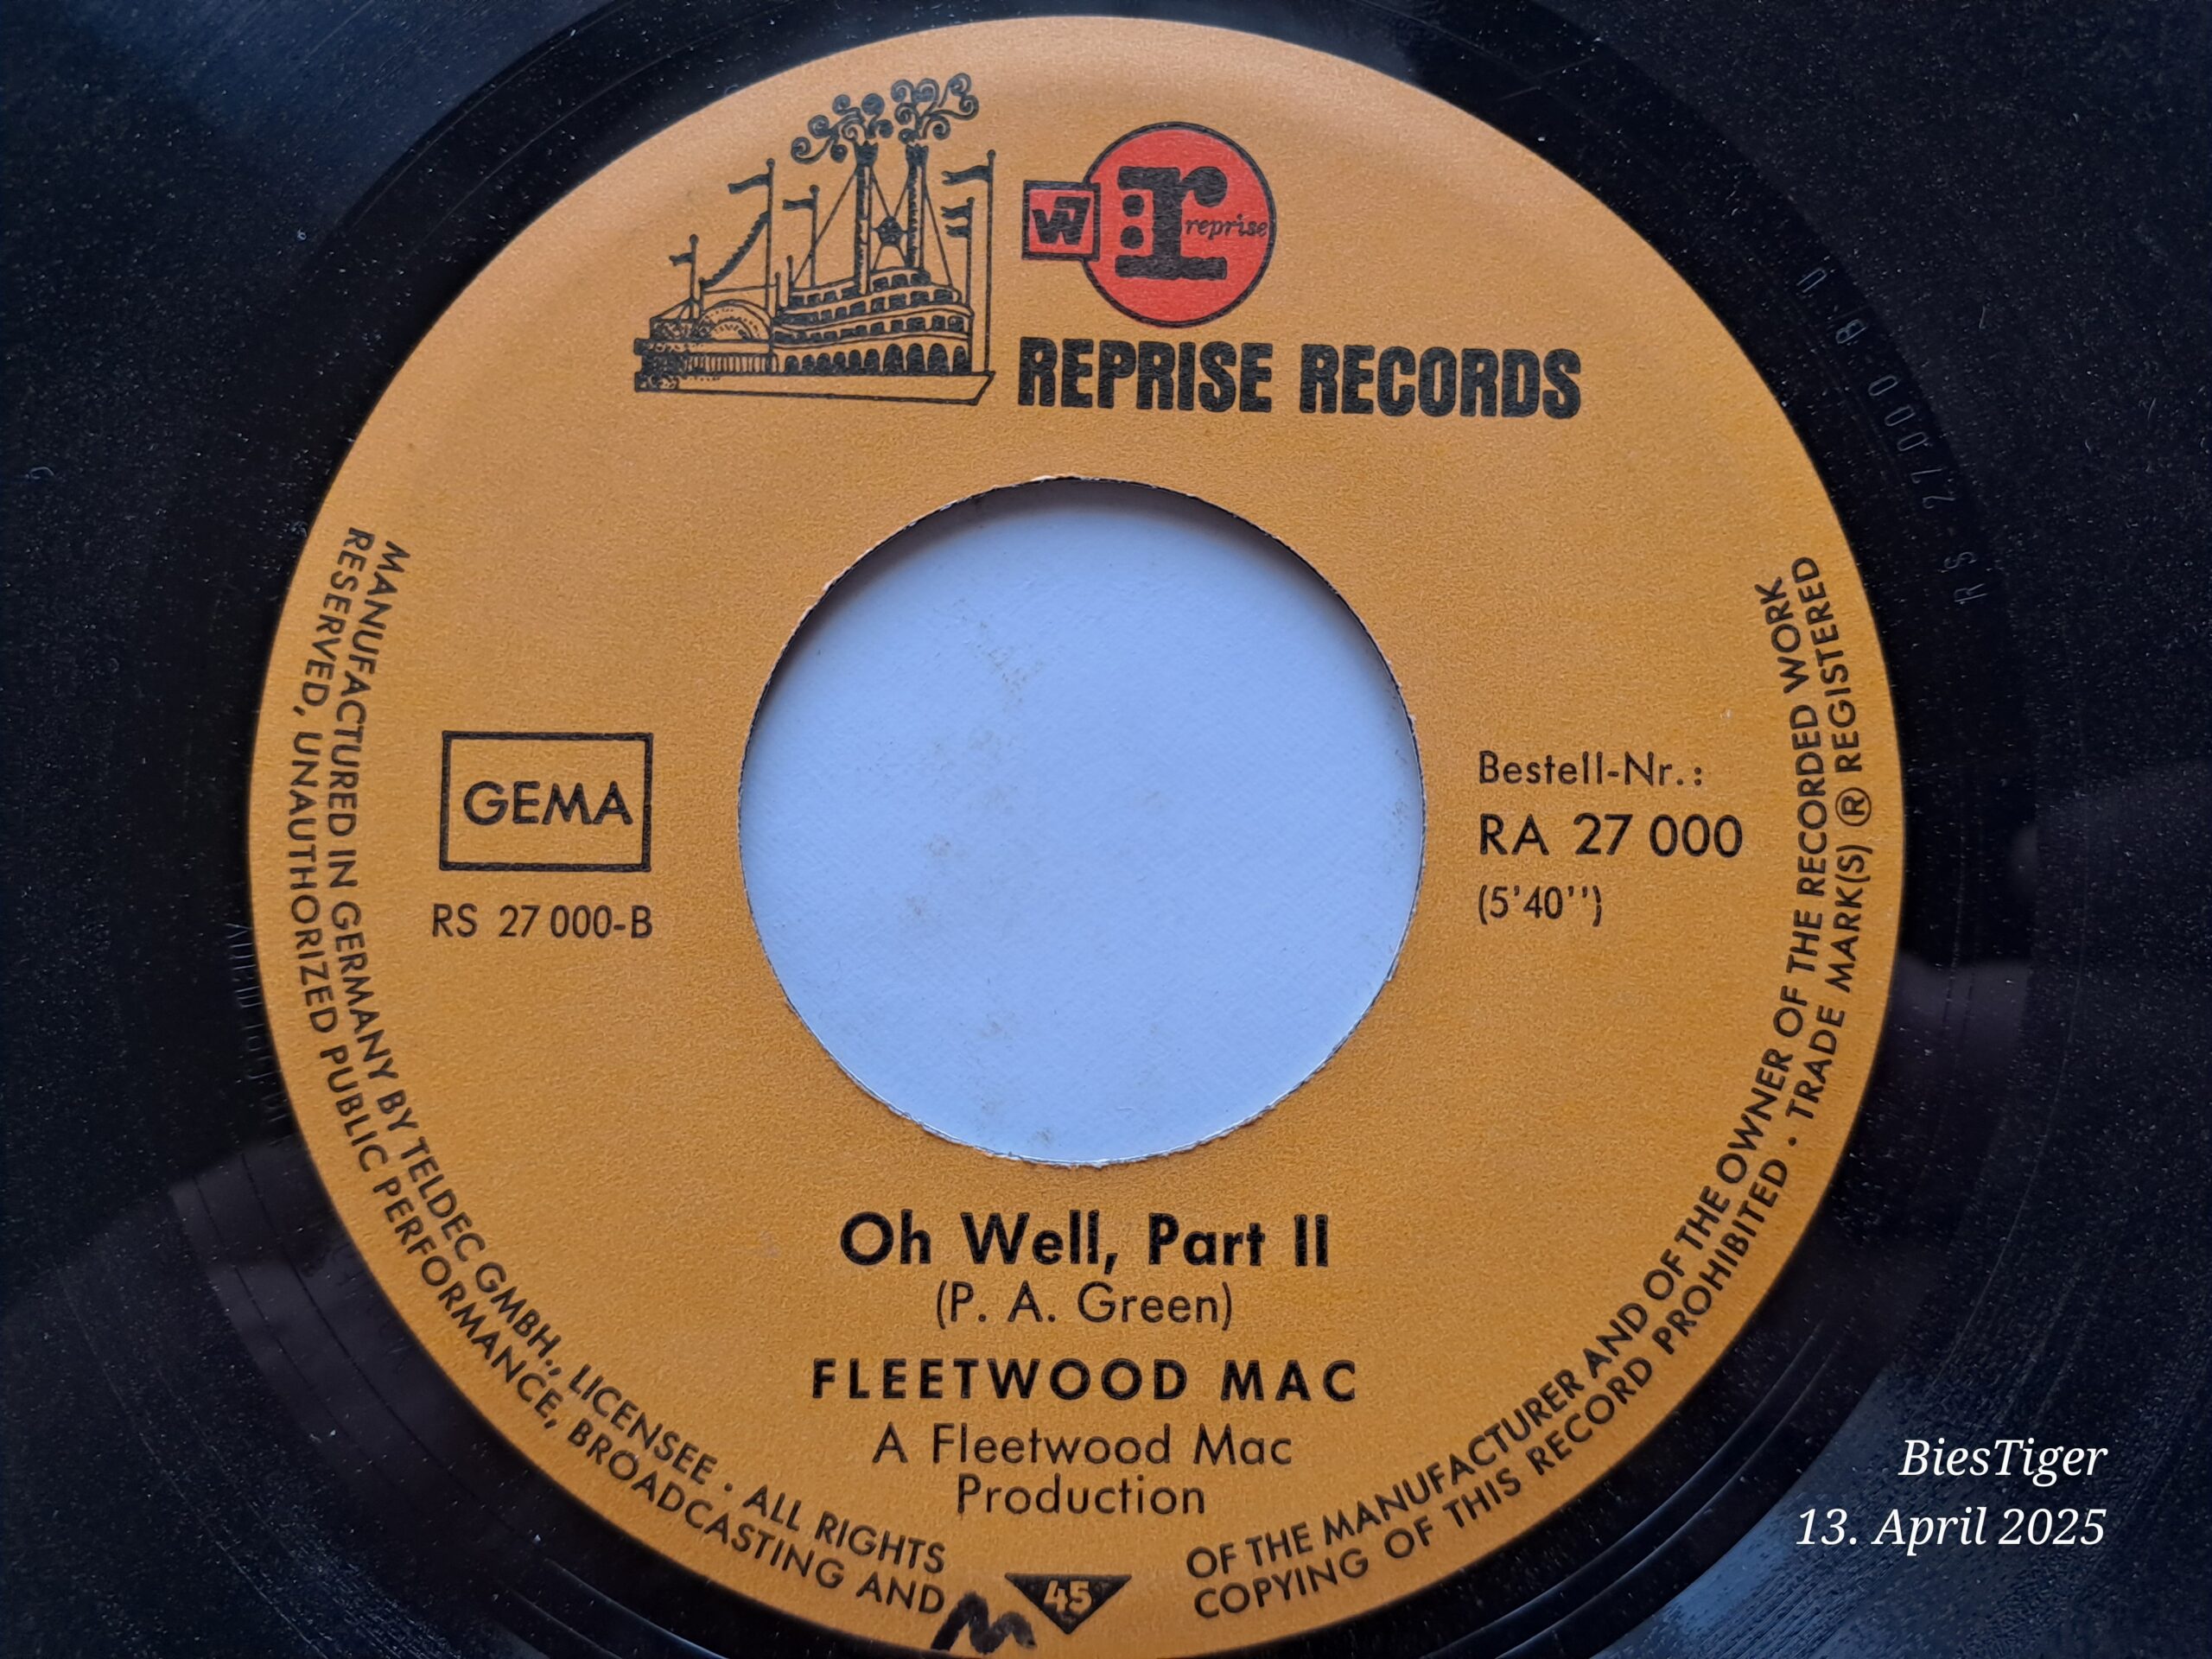 W7
r
reprise
REPRISE RECORDS
GEMA
RS 27 000-B
Bestell-Nr.:
RA 27 000
(5'40'')
Oh Well, Part II
(P. A. Green)
FLEETWOOD MAC
A Fleetwood Mac
Production
MANUFACTURED IN GERMANY BY TELDEC GMBH., LICENSEE · ALL RIGHTS
RESERVED, UNAUTHORIZED PUBLIC PERFORMANCE, BROADCASTING AND
45
OF THE MANUFACTURER AND OF THE OWNER OF THE RECORDED WORK
COPYING OF THIS RECORD PROHIBITED · TRADE MARK(S) ® REGISTERED
RS 27000 B U
BiesTiger
13. April 2025